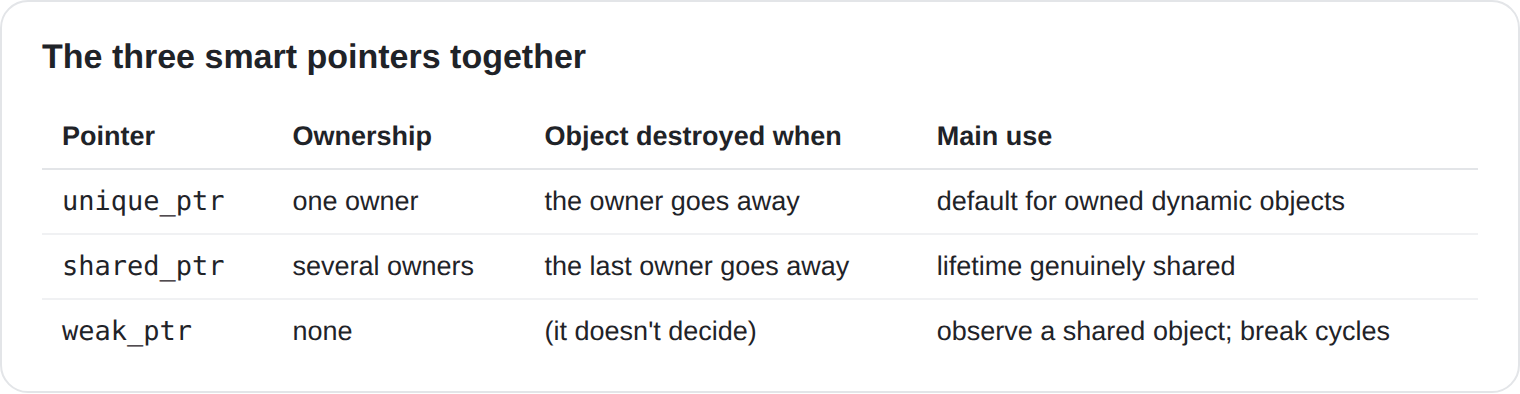 The three smart pointers together
Pointer Ownership Object destroyed when Main use
unique_ptr one owner the owner goes away default for owned dynamic objects
shared_ptr several owners the last owner goes away lifetime genuinely shared
weak_ptr none (it doesn't decide) observe a shared object; break cycles